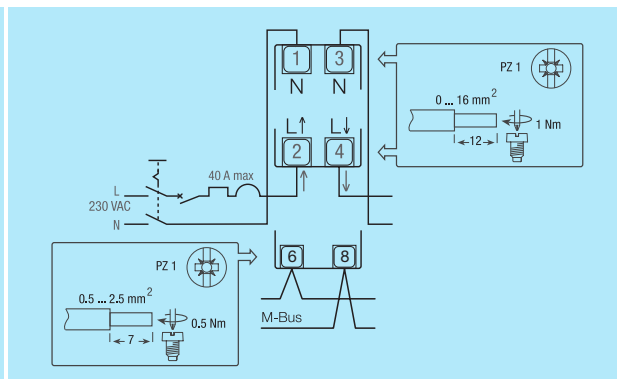 1 3
N N
L↑ L↓
2 4
40 A max
L
230 VAC
N
6 8
M-Bus
PZ 1
0 ... 16 mm²
1 Nm
12
PZ 1
0.5 ... 2.5 mm²
0.5 Nm
7